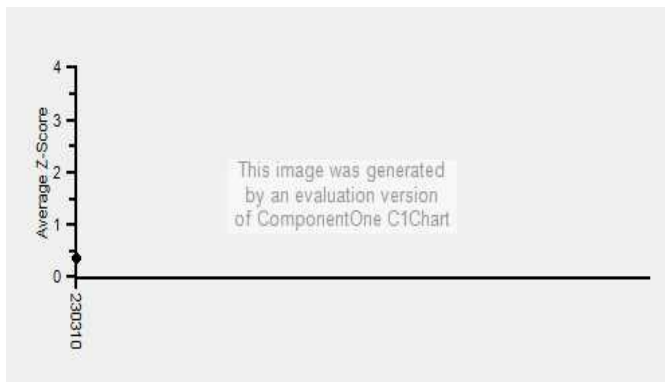 4
3
2
1
0
Average Z-Score
This image was generated
by an evaluation version
of ComponentOne C1Chart
230310